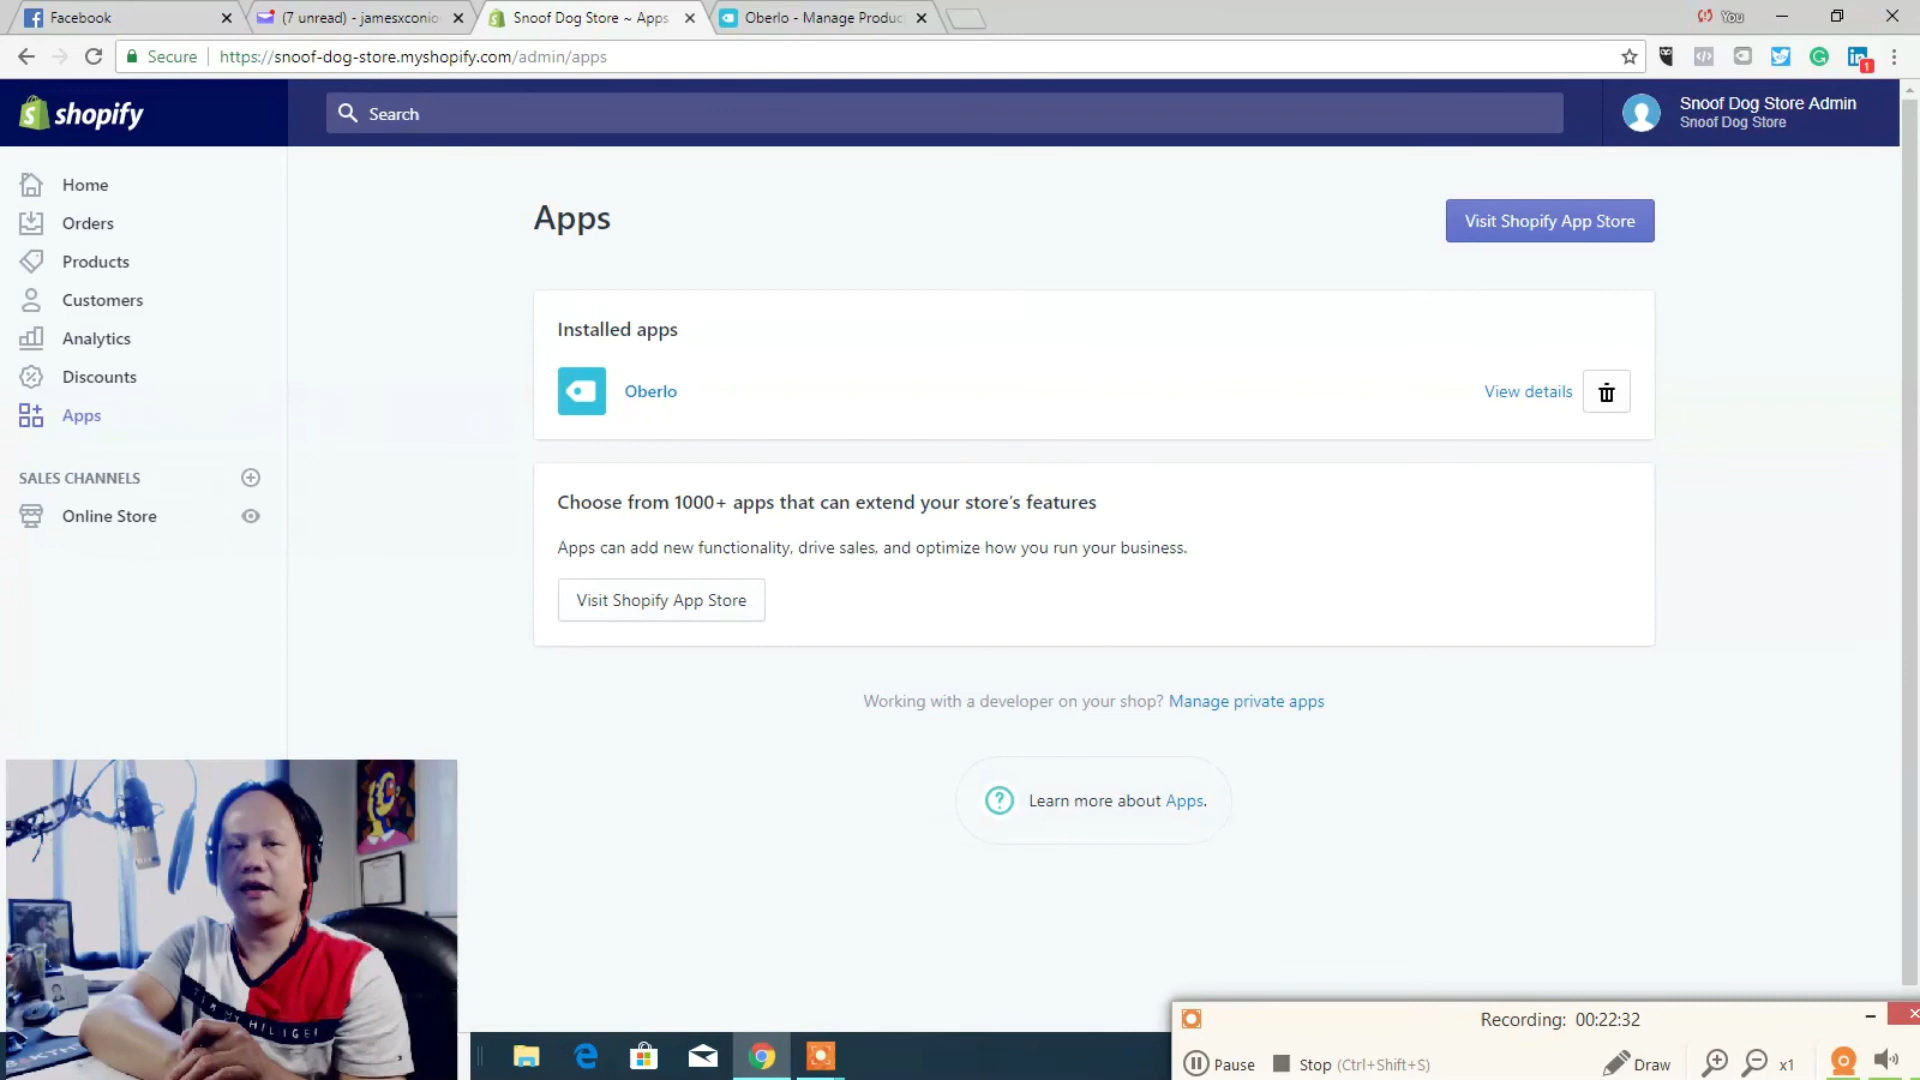 Facebook
(7 unread) - jamesxconio
Snoof Dog Store ~ Apps
Oberlo - Manage Produc
You
Secure
https://snoof-dog-store.myshopify.com/admin/apps
in
1
shopify
Search
Snoof Dog Store Admin
Snoof Dog Store
Home
Orders
Products
Customers
Analytics
Discounts
Apps
SALES CHANNELS
Online Store
Apps
Visit Shopify App Store
Installed apps
Oberlo
View details
Choose from 1000+ apps that can extend your store's features
Apps can add new functionality, drive sales, and optimize how you run your business.
Visit Shopify App Store
Working with a developer on your shop? Manage private apps
Learn more about Apps.
Recording: 00:22:32
Pause
Stop (Ctrl+Shift+S)
Draw
x1